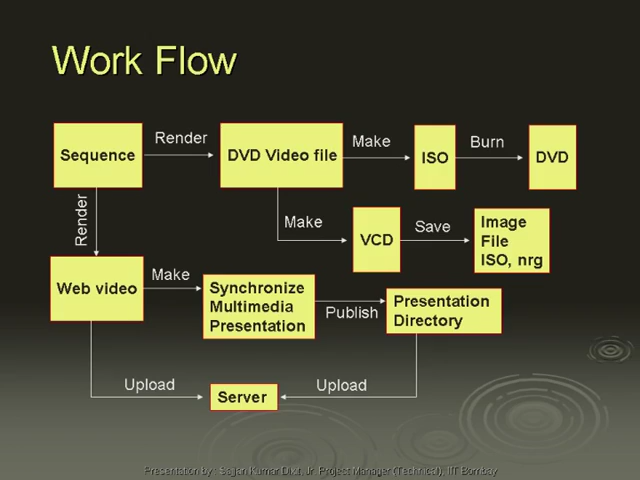 Work Flow
Sequence
Render
DVD Video file
Make
ISO
Burn
DVD
Render
Make
VCD
Save
Image
File
ISO, nrg
Web video
Make
Synchronize
Multimedia
Presentation
Publish
Presentation
Directory
Upload
Server
Upload
Presentation by : Sajan Kumar Dixit, Jr. Project Manager (Technical), IIT Bombay